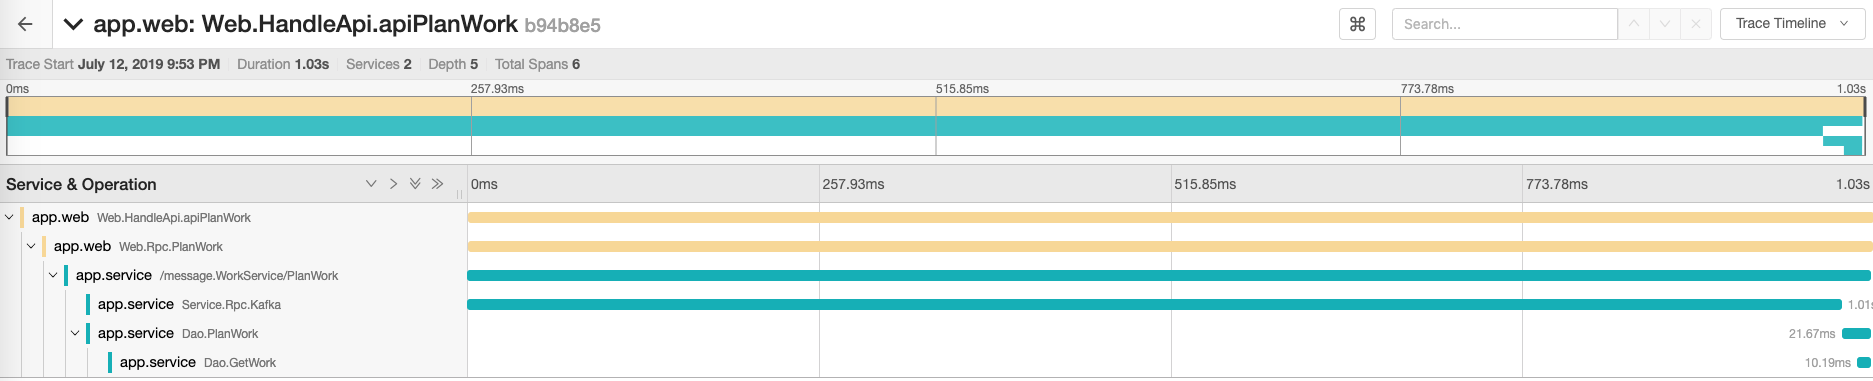 app.web: Web.HandleApi.apiPlanWork b94b8e5
⌘
Search...
Trace Timeline
Trace Start July 12, 2019 9:53 PM Duration 1.03s Services 2 Depth 5 Total Spans 6
0ms 257.93ms 515.85ms 773.78ms 1.03s
Service & Operation 0ms 257.93ms 515.85ms 773.78ms 1.03s
app.web Web.HandleApi.apiPlanWork
app.web Web.Rpc.PlanWork
app.service /message.WorkService/PlanWork
app.service Service.Rpc.Kafka 1.01s
app.service Dao.PlanWork 21.67ms
app.service Dao.GetWork 10.19ms